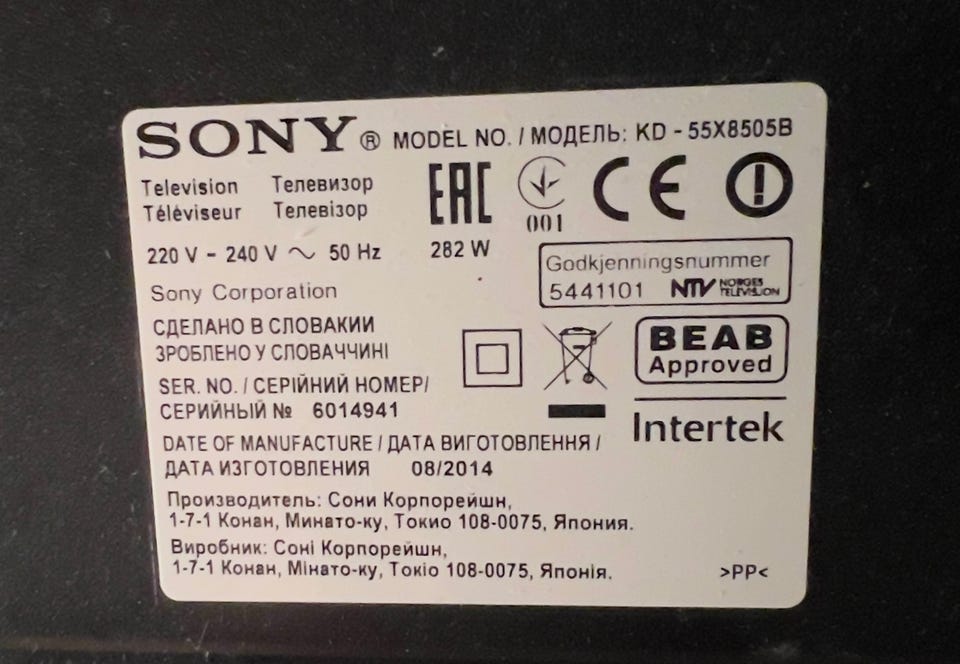 SONY® MODEL NO. / МОДЕЛЬ: KD - 55X8505B
Television Телевизор
Téléviseur Телевізор
EAC 001 CE
220 V - 240 V ~ 50 Hz 282 W
Godkjenningsnummer
5441101 NTV NORGES TELEVISJON
Sony Corporation
СДЕЛАНО В СЛОВАКИИ
ЗРОБЛЕНО У СЛОВАЧЧИНІ
BEAB
Approved
Intertek
SER. NO. / СЕРІЙНИЙ НОМЕР/
СЕРИЙНЫЙ № 6014941
DATE OF MANUFACTURE / ДАТА ВИГОТОВЛЕННЯ /
ДАТА ИЗГОТОВЛЕНИЯ 08/2014
Производитель: Сони Корпорейшн,
1-7-1 Конан, Минато-ку, Токио 108-0075, Япония.
Виробник: Соні Корпорейшн,
1-7-1 Конан, Мінато-ку, Токіо 108-0075, Японія.
>PP<